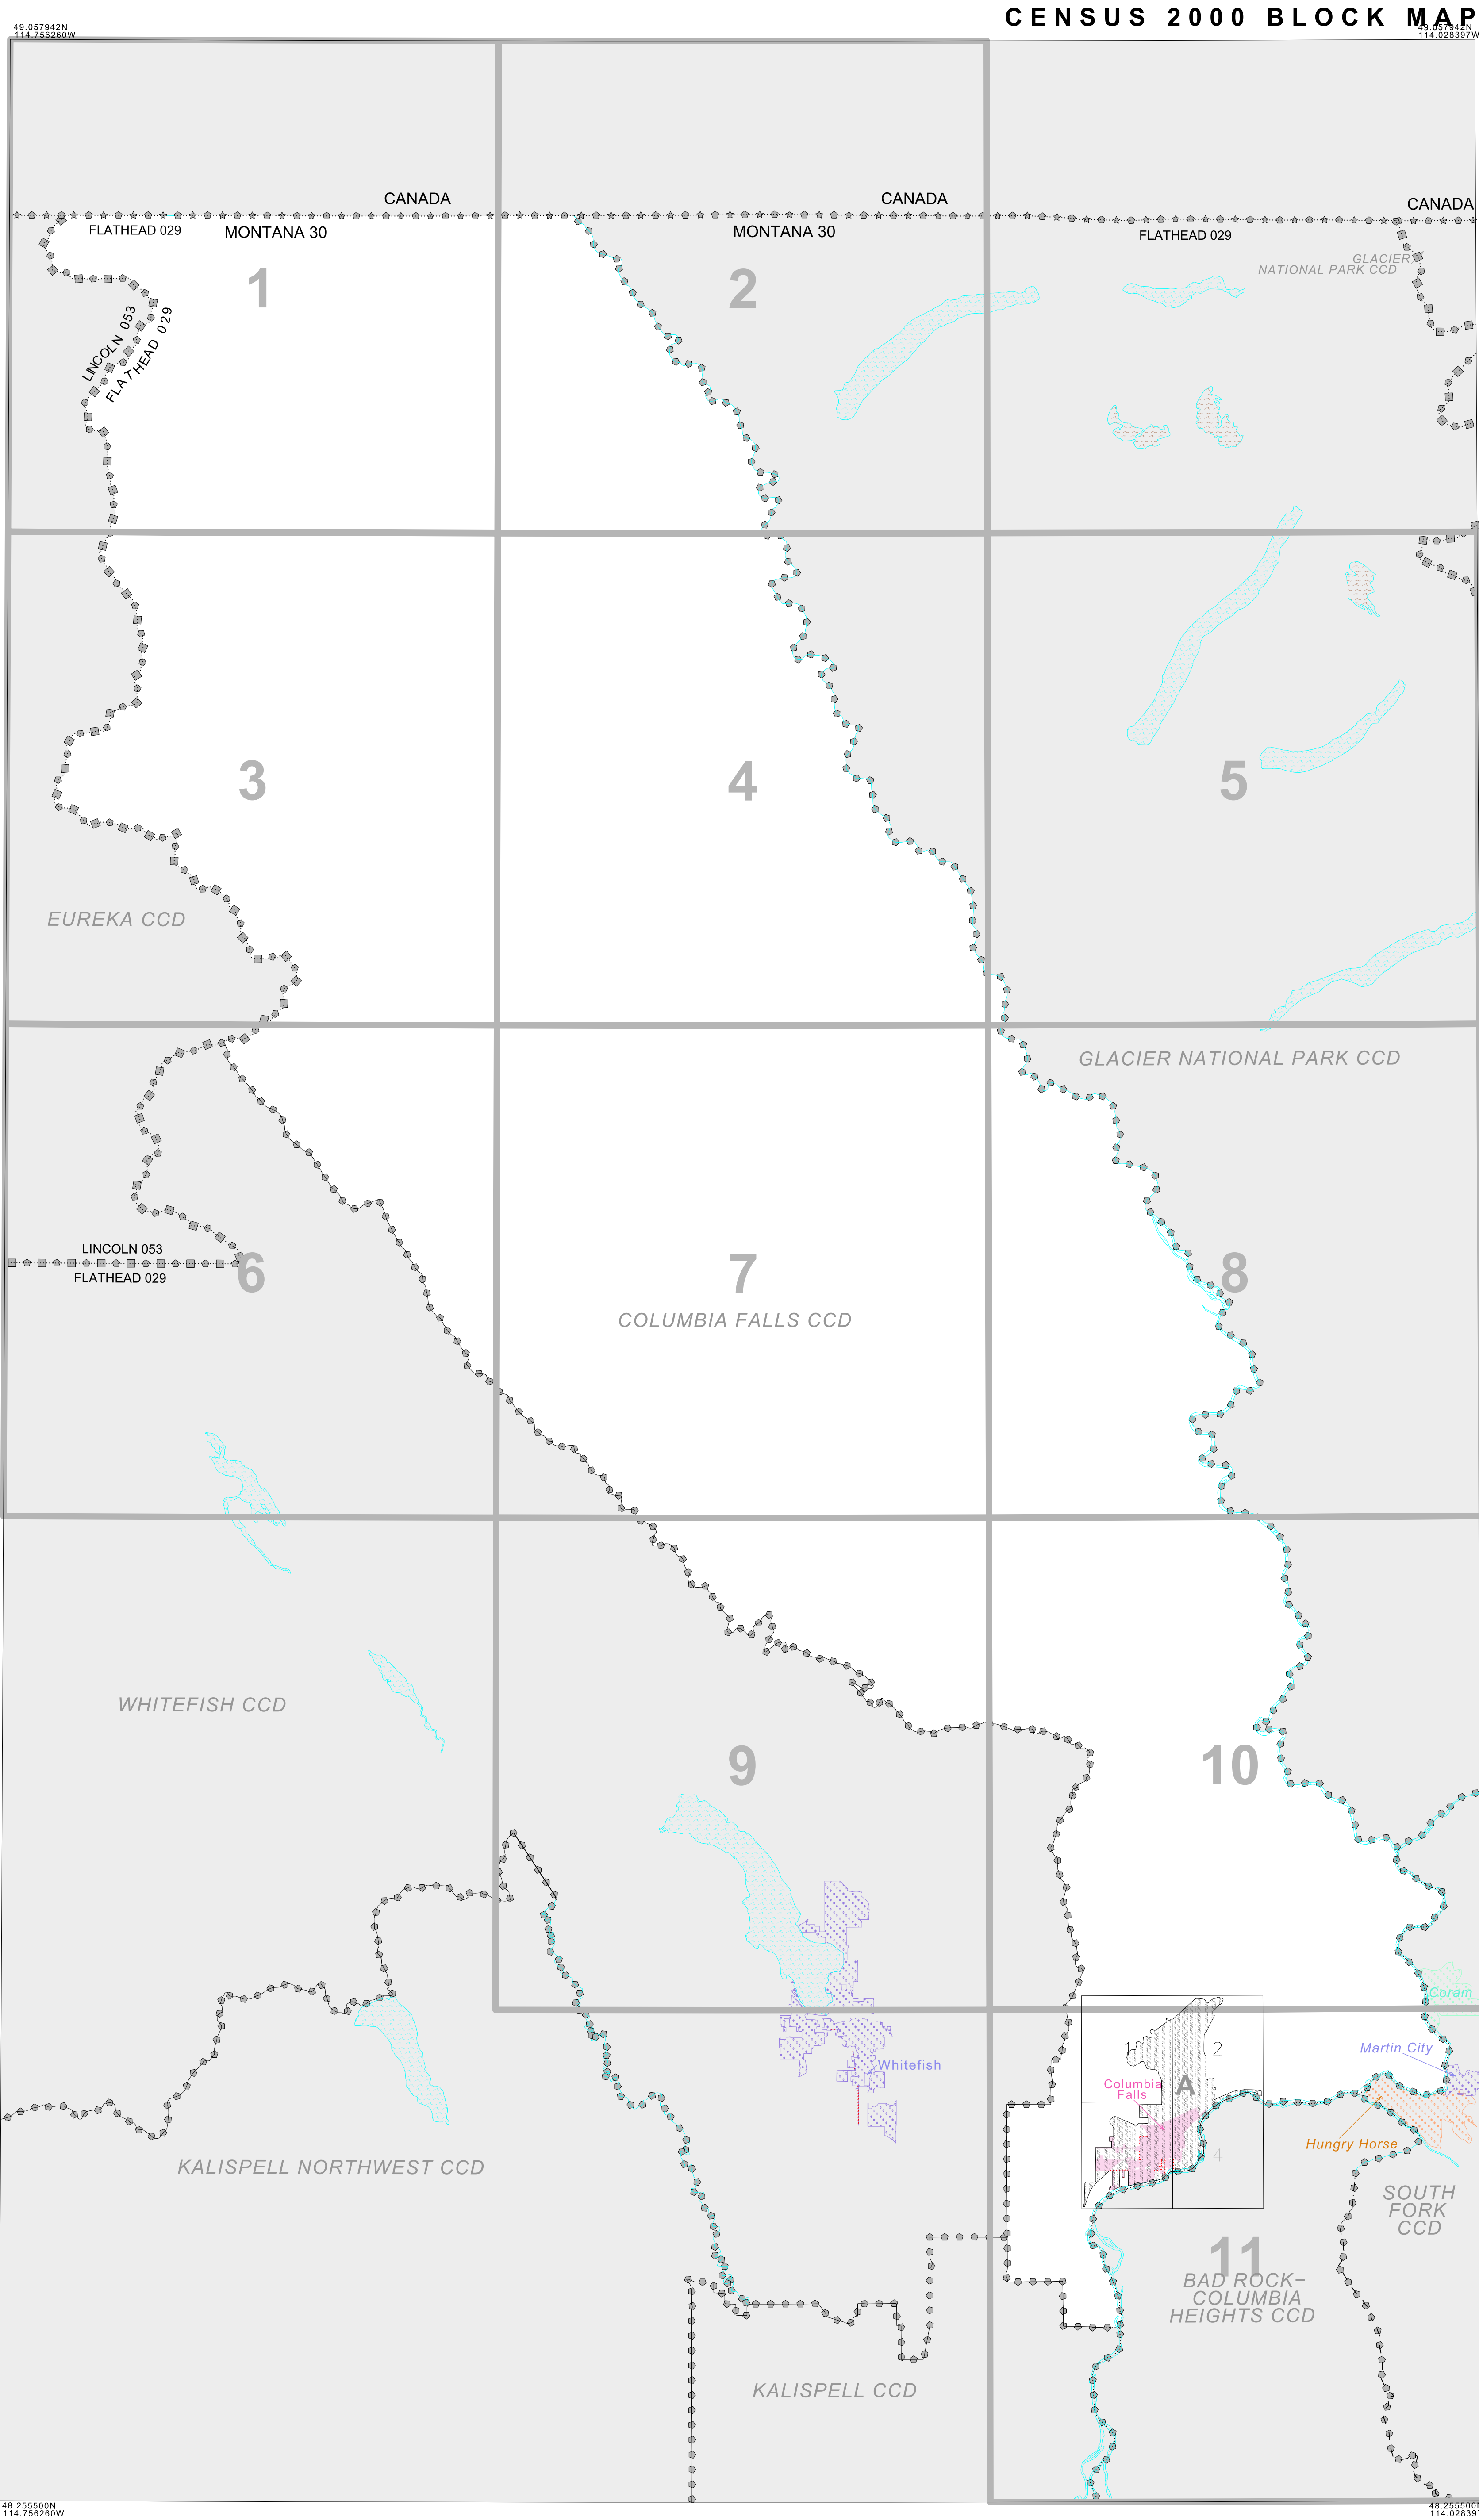 CENSUS 2000 BLOCK MAP
49.057942N
114.756260W
49.057942N
114.028397W
CANADA
CANADA
CANADA
FLATHEAD 029
MONTANA 30
MONTANA 30
FLATHEAD 029
GLACIER
NATIONAL PARK CCD
1
2
LINCOLN 053
FLATHEAD 029
3
4
5
EUREKA CCD
GLACIER NATIONAL PARK CCD
LINCOLN 053
FLATHEAD 029
6
7
8
COLUMBIA FALLS CCD
WHITEFISH CCD
9
10
Coram
Whitefish
1
2
Martin City
Columbia
Falls
A
Hungry Horse
3
4
KALISPELL NORTHWEST CCD
SOUTH
FORK
CCD
11
BAD ROCK-
COLUMBIA
HEIGHTS CCD
KALISPELL CCD
48.255500N
114.756260W
48.255500N
114.028397